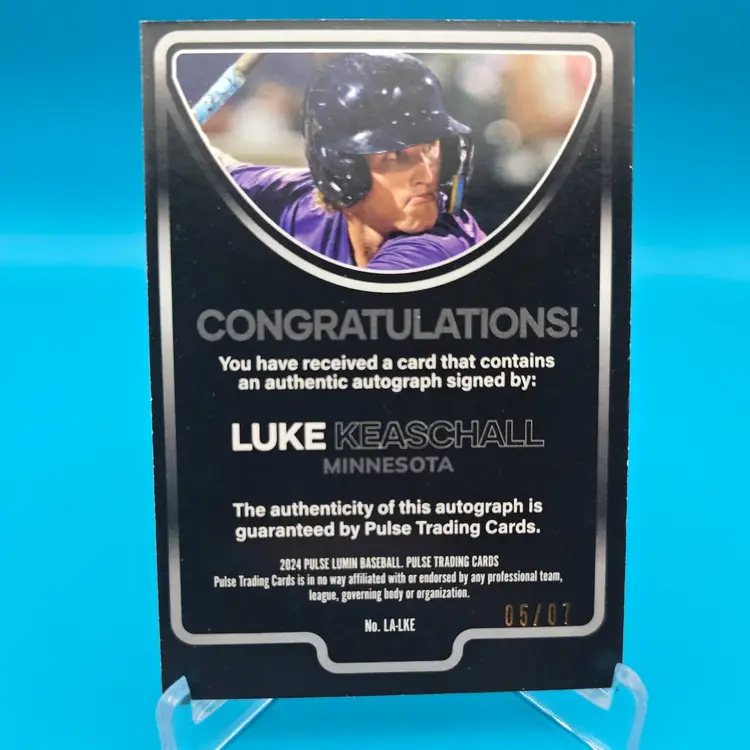 CONGRATULATIONS!
You have received a card that contains
an authentic autograph signed by:
LUKE KEASCHALL
MINNESOTA
The authenticity of this autograph is
guaranteed by Pulse Trading Cards.
2024 PULSE LUMIN BASEBALL. PULSE TRADING CARDS
Pulse Trading Cards is in no way affiliated with or endorsed by any professional team,
league, governing body or organization.
05/07
No. LA-LKE